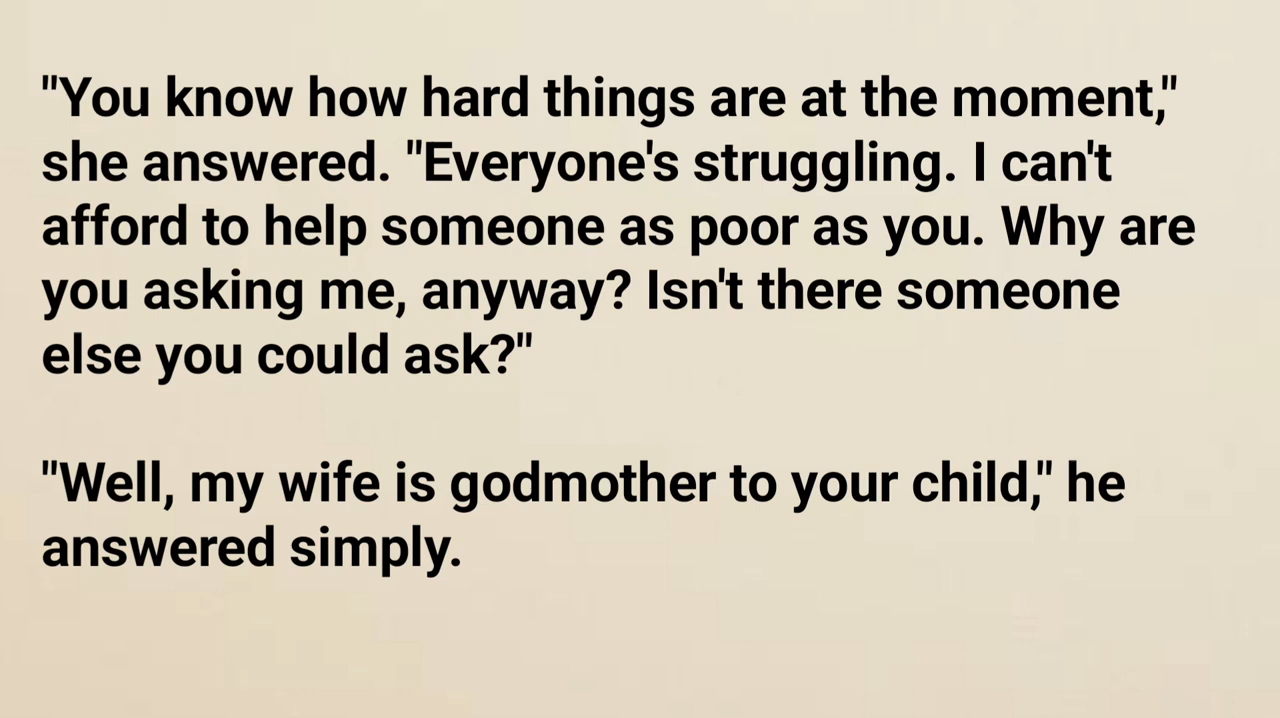 "You know how hard things are at the moment,"
she answered. "Everyone's struggling. I can't
afford to help someone as poor as you. Why are
you asking me, anyway? Isn't there someone
else you could ask?"
"Well, my wife is godmother to your child," he
answered simply.